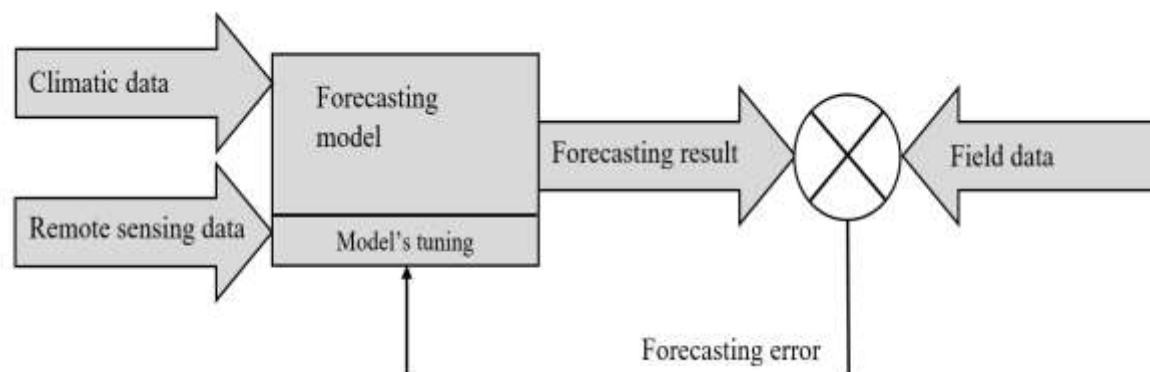 Climatic data
Forecasting
model
Forecasting result
Field data
Remote sensing data
Model's tuning
Forecasting error